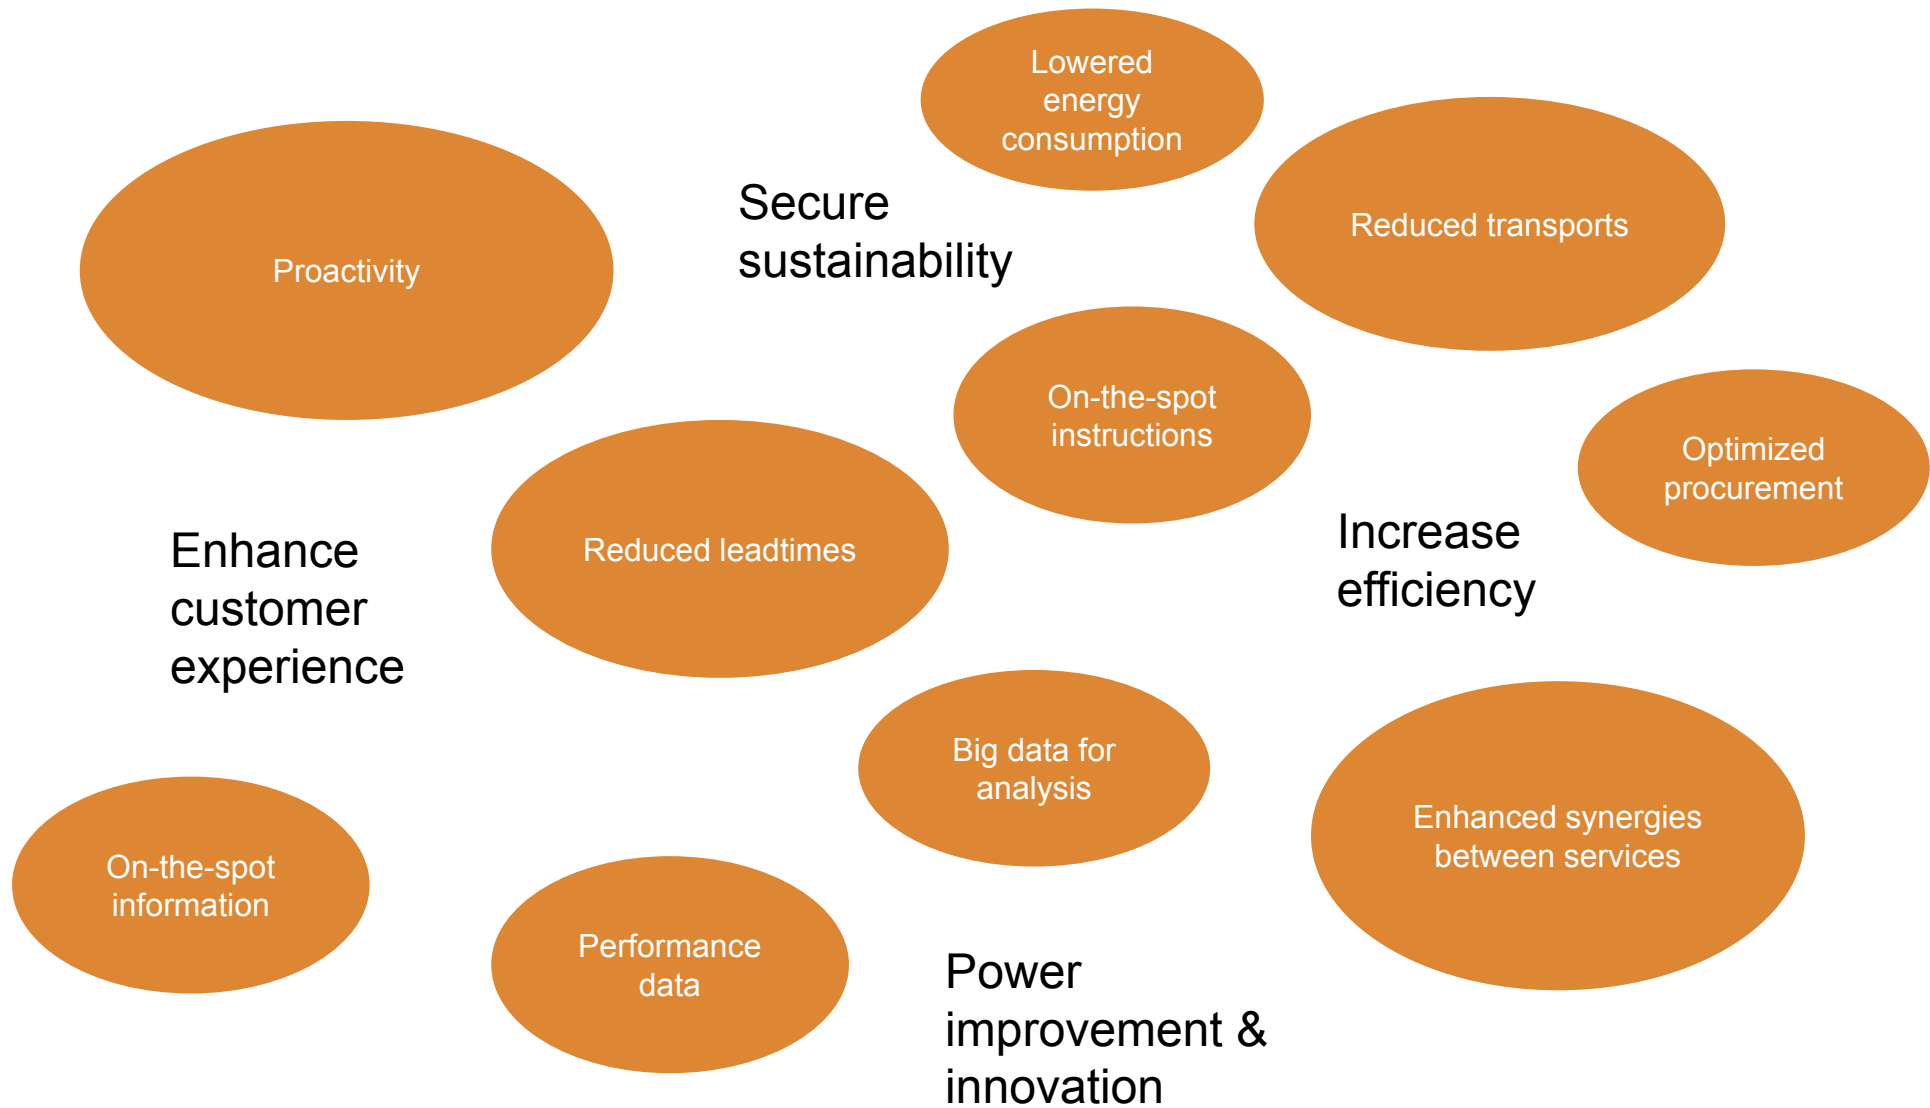 Lowered
energy
consumption
Proactivity
Secure
sustainability
Reduced transports
On-the-spot
instructions
Optimized
procurement
Enhance
customer
experience
Reduced leadtimes
Increase
efficiency
Big data for
analysis
Enhanced synergies
between services
On-the-spot
information
Performance
data
Power
improvement &
innovation